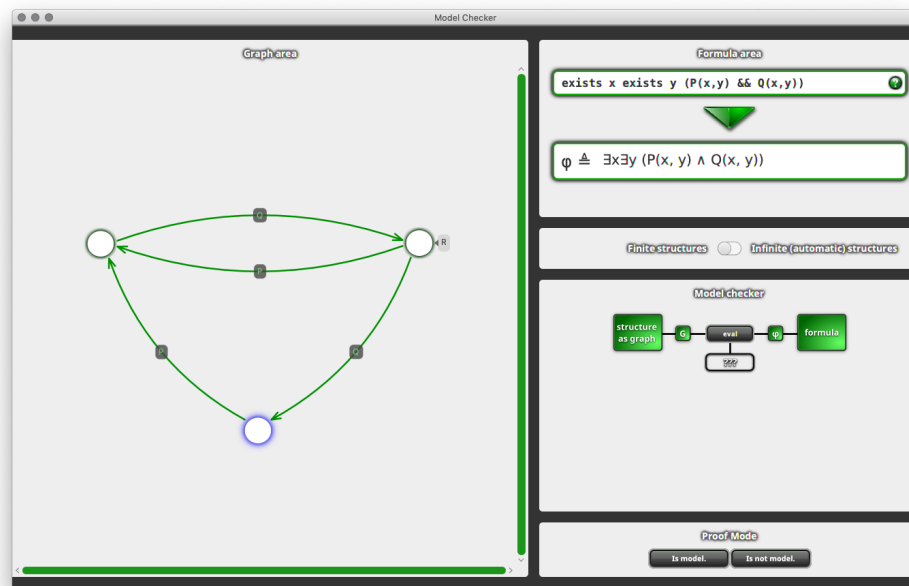 Model Checker
Graph area
Q
R
P
P
Q
Formula area
exists x exists y (P(x,y) && Q(x,y))
?
φ ≜ ∃x∃y (P(x, y) ∧ Q(x, y))
Finite structures
Infinite (automatic) structures
Model checker
structure
as graph
G
eval
φ
formula
???
Proof Mode
Is model.
Is not model.